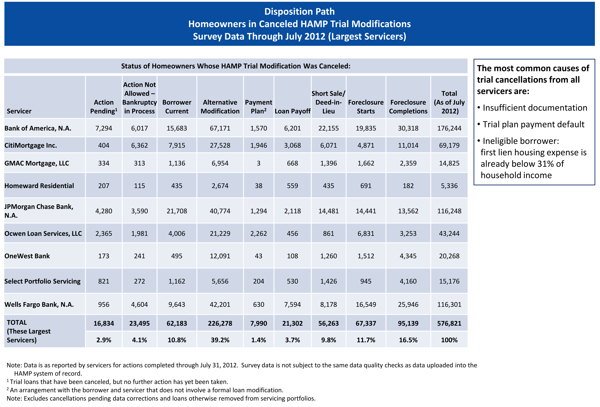 Disposition Path
Homeowners in Canceled HAMP Trial Modifications
Survey Data Through July 2012 (Largest Servicers)
Status of Homeowners Whose HAMP Trial Modification Was Canceled:
Servicer Action Pending¹ Action Not Allowed – Bankruptcy in Process Borrower Current Alternative Modification Payment Plan² Loan Payoff Short Sale/ Deed-in-Lieu Foreclosure Starts Foreclosure Completions Total (As of July 2012)
Bank of America, N.A. 7,294 6,017 15,683 67,171 1,570 6,201 22,155 19,835 30,318 176,244
CitiMortgage Inc. 404 6,362 7,915 27,528 1,946 3,068 6,071 4,871 11,014 69,179
GMAC Mortgage, LLC 334 313 1,136 6,954 3 668 1,396 1,662 2,359 14,825
Homeward Residential 207 115 435 2,674 38 559 435 691 182 5,336
JPMorgan Chase Bank, N.A. 4,280 3,590 21,708 40,774 1,294 2,118 14,481 14,441 13,562 116,248
Ocwen Loan Services, LLC 2,365 1,981 4,006 21,229 2,262 456 861 6,831 3,253 43,244
OneWest Bank 173 241 495 12,091 43 108 1,260 1,512 4,345 20,268
Select Portfolio Servicing 821 272 1,162 5,656 204 530 1,426 945 4,160 15,176
Wells Fargo Bank, N.A. 956 4,604 9,643 42,201 630 7,594 8,178 16,549 25,946 116,301
TOTAL 16,834 23,495 62,183 226,278 7,990 21,302 56,263 67,337 95,139 576,821
(These Largest
Servicers) 2.9% 4.1% 10.8% 39.2% 1.4% 3.7% 9.8% 11.7% 16.5% 100%
The most common causes of
trial cancellations from all
servicers are:
• Insufficient documentation
• Trial plan payment default
• Ineligible borrower:
first lien housing expense is
already below 31% of
household income
Note: Data is as reported by servicers for actions completed through July 31, 2012. Survey data is not subject to the same data quality checks as data uploaded into the
HAMP system of record.
¹ Trial loans that have been canceled, but no further action has yet been taken.
² An arrangement with the borrower and servicer that does not involve a formal loan modification.
Note: Excludes cancellations pending data corrections and loans otherwise removed from servicing portfolios.